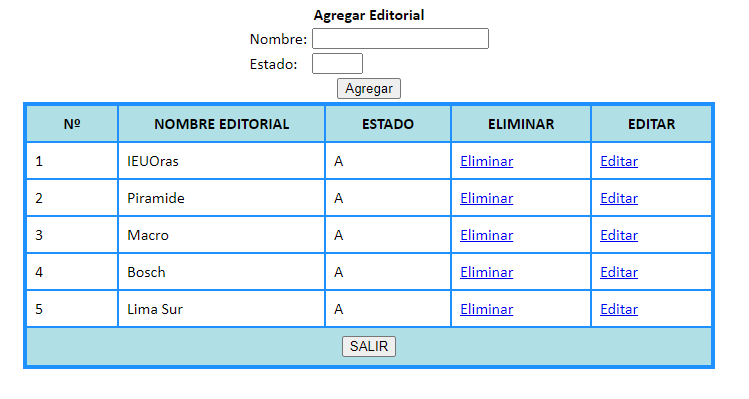 Agregar Editorial
Nombre:
Estado:
Agregar
Nº NOMBRE EDITORIAL ESTADO ELIMINAR EDITAR
1 IEUOras A Eliminar Editar
2 Piramide A Eliminar Editar
3 Macro A Eliminar Editar
4 Bosch A Eliminar Editar
5 Lima Sur A Eliminar Editar
SALIR